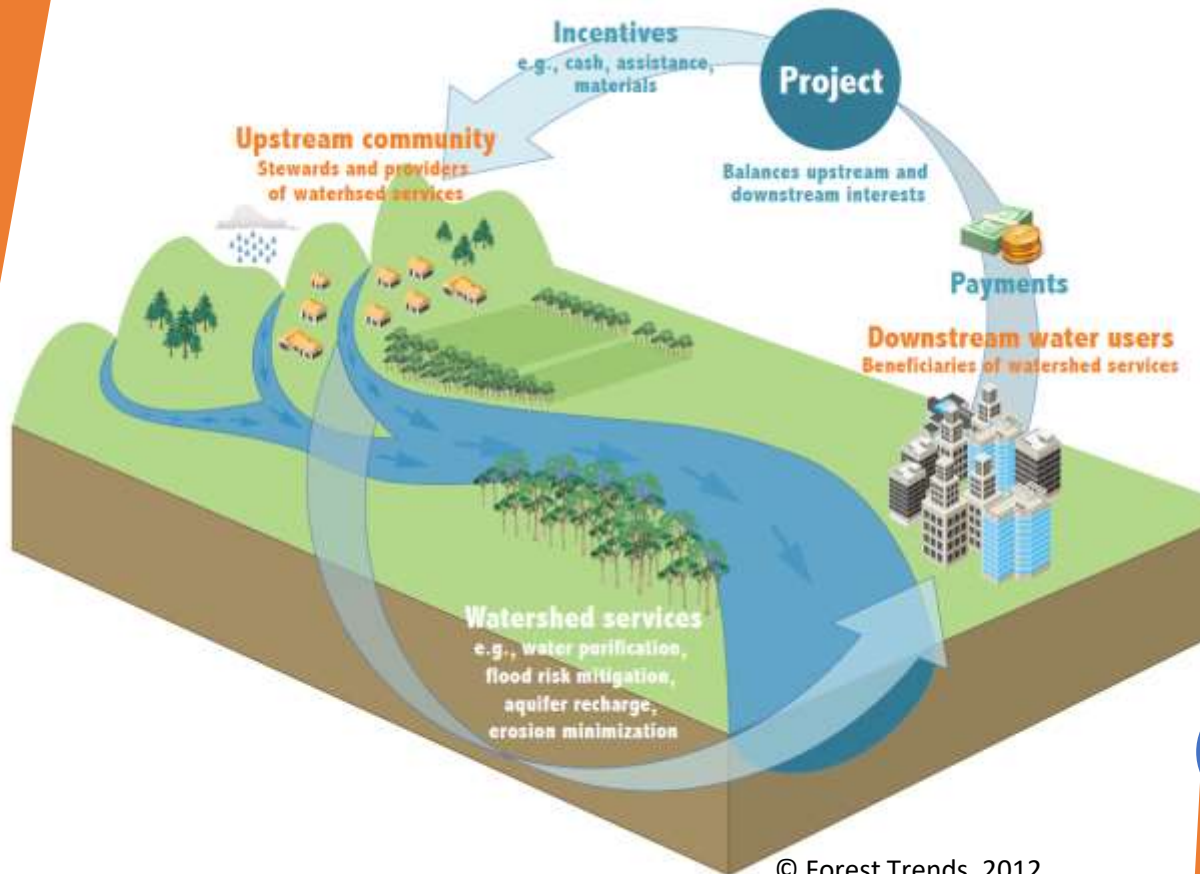 Incentives
e.g., cash, assistance,
materials
Project
Upstream community
Stewards and providers
of waterhsed services
Balances upstream and
downstream interests
Payments
Downstream water users
Beneficiaries of watershed services
Watershed services
e.g., water purification,
flood risk mitigation,
aquifer recharge,
erosion minimization
© Forest Trends, 2012